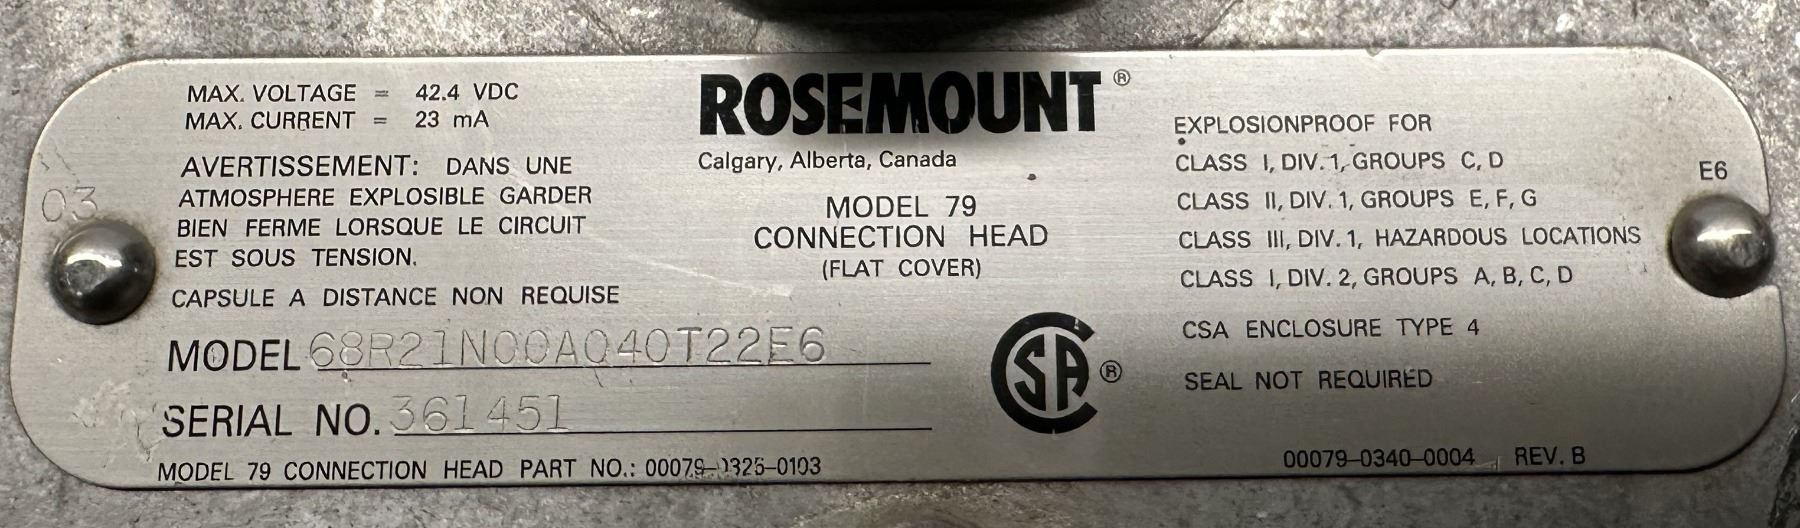 MAX. VOLTAGE = 42.4 VDC
MAX. CURRENT = 23 mA
AVERTISSEMENT: DANS UNE
ATMOSPHERE EXPLOSIBLE GARDER
BIEN FERME LORSQUE LE CIRCUIT
EST SOUS TENSION.
CAPSULE A DISTANCE NON REQUISE
03
ROSEMOUNT®
Calgary, Alberta, Canada
MODEL 79
CONNECTION HEAD
(FLAT COVER)
EXPLOSIONPROOF FOR
CLASS I, DIV. 1, GROUPS C, D
CLASS II, DIV. 1, GROUPS E, F, G
CLASS III, DIV. 1, HAZARDOUS LOCATIONS
CLASS I, DIV. 2, GROUPS A, B, C, D
CSA ENCLOSURE TYPE 4
SEAL NOT REQUIRED
E6
MODEL 68R21N00A040T22E6
SERIAL NO. 361451
CSA®
MODEL 79 CONNECTION HEAD PART NO.: 00079-0325-0103
00079-0340-0004 REV. B